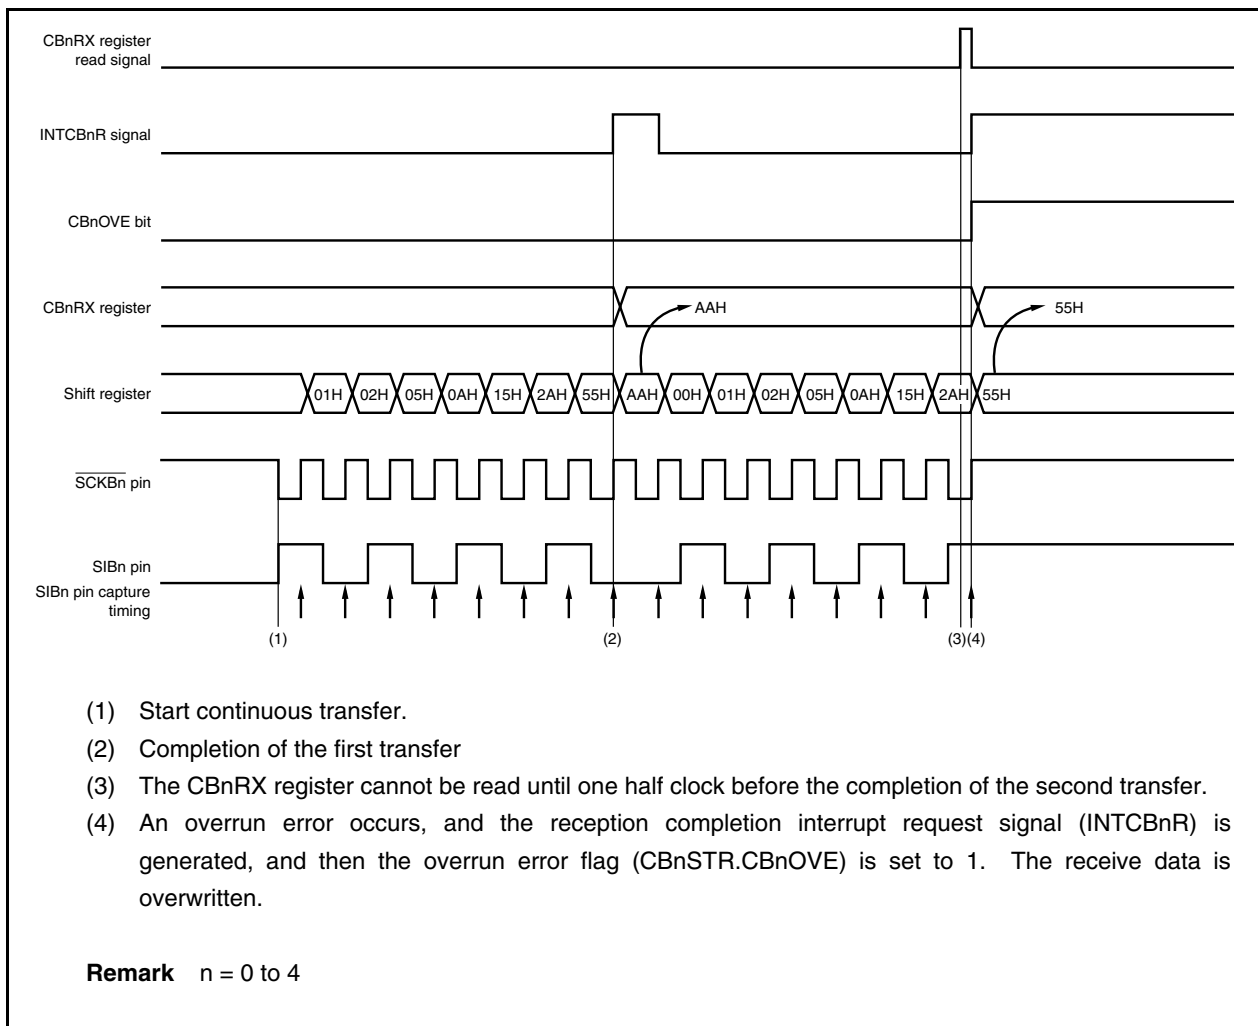 CBnRX register
read signal
INTCBnR signal
CBnOVE bit
CBnRX register
AAH
55H
Shift register
01H 02H 05H 0AH 15H 2AH 55H AAH 00H 01H 02H 05H 0AH 15H 2AH 55H
SCKBn pin
SIBn pin
SIBn pin capture
timing
(1) (2) (3)(4)
(1) Start continuous transfer.
(2) Completion of the first transfer
(3) The CBnRX register cannot be read until one half clock before the completion of the second transfer.
(4) An overrun error occurs, and the reception completion interrupt request signal (INTCBnR) is
generated, and then the overrun error flag (CBnSTR.CBnOVE) is set to 1. The receive data is
overwritten.
Remark n = 0 to 4